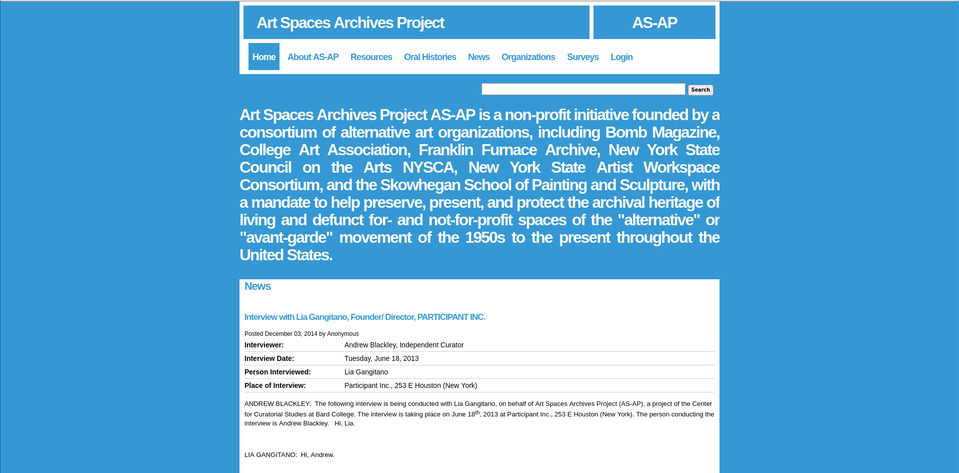 Art Spaces Archives Project
AS-AP
Home About AS-AP Resources Oral Histories News Organizations Surveys Login
Search
Art Spaces Archives Project AS-AP is a non-profit initiative founded by a
consortium of alternative art organizations, including Bomb Magazine,
College Art Association, Franklin Furnace Archive, New York State
Council on the Arts NYSCA, New York State Artist Workspace
Consortium, and the Skowhegan School of Painting and Sculpture, with
a mandate to help preserve, present, and protect the archival heritage of
living and defunct for- and not-for-profit spaces of the "alternative" or
"avant-garde" movement of the 1950s to the present throughout the
United States.
News
Interview with Lia Gangitano, Founder/ Director, PARTICIPANT INC.
Posted December 03, 2014 by Anonymous
Interviewer: Andrew Blackley, Independent Curator
Interview Date: Tuesday, June 18, 2013
Person Interviewed: Lia Gangitano
Place of Interview: Participant Inc., 253 E Houston (New York)
ANDREW BLACKLEY: The following interview is being conducted with Lia Gangitano, on behalf of Art Spaces Archives Project (AS-AP), a project of the Center
for Curatorial Studies at Bard College. The interview is taking place on June 18th, 2013 at Participant Inc., 253 E Houston (New York). The person conducting the
interview is Andrew Blackley. Hi, Lia.
LIA GANGITANO: Hi, Andrew.